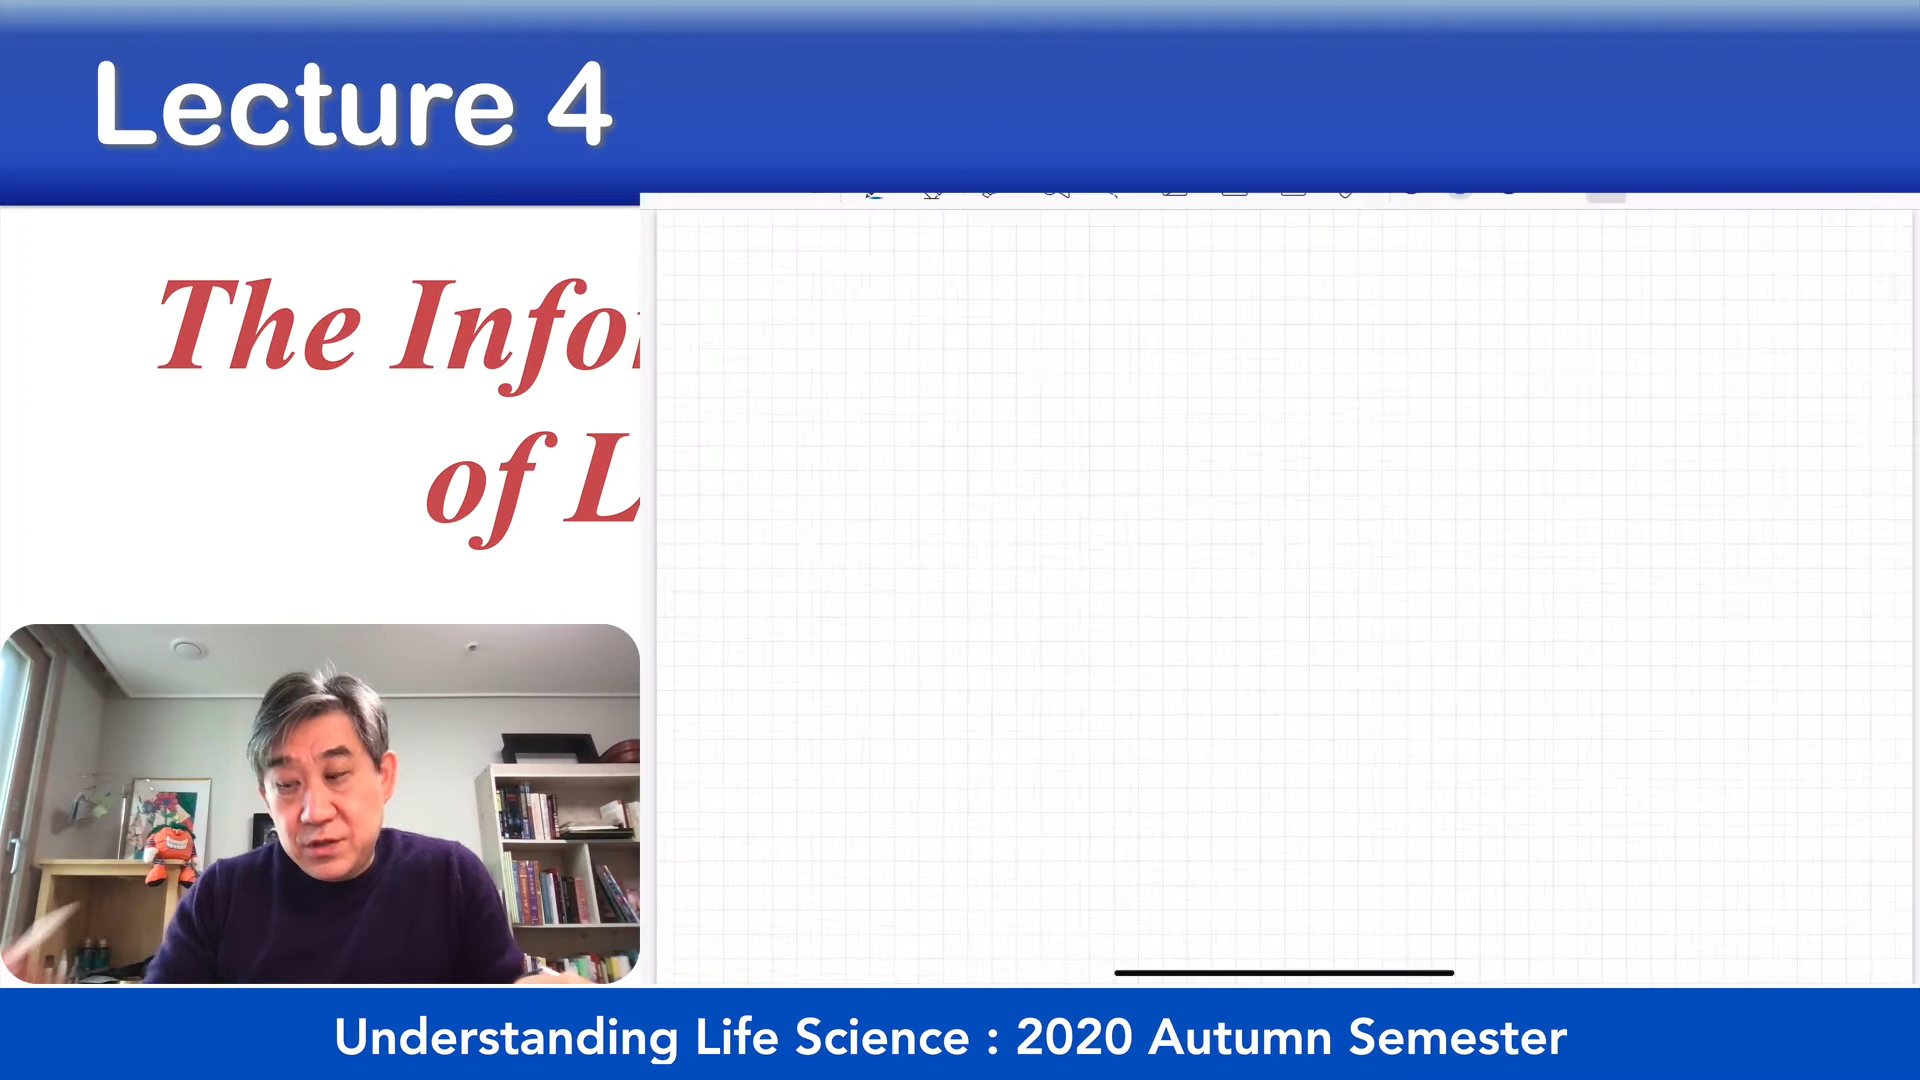 Lecture 4
The Info
of L
Understanding Life Science : 2020 Autumn Semester